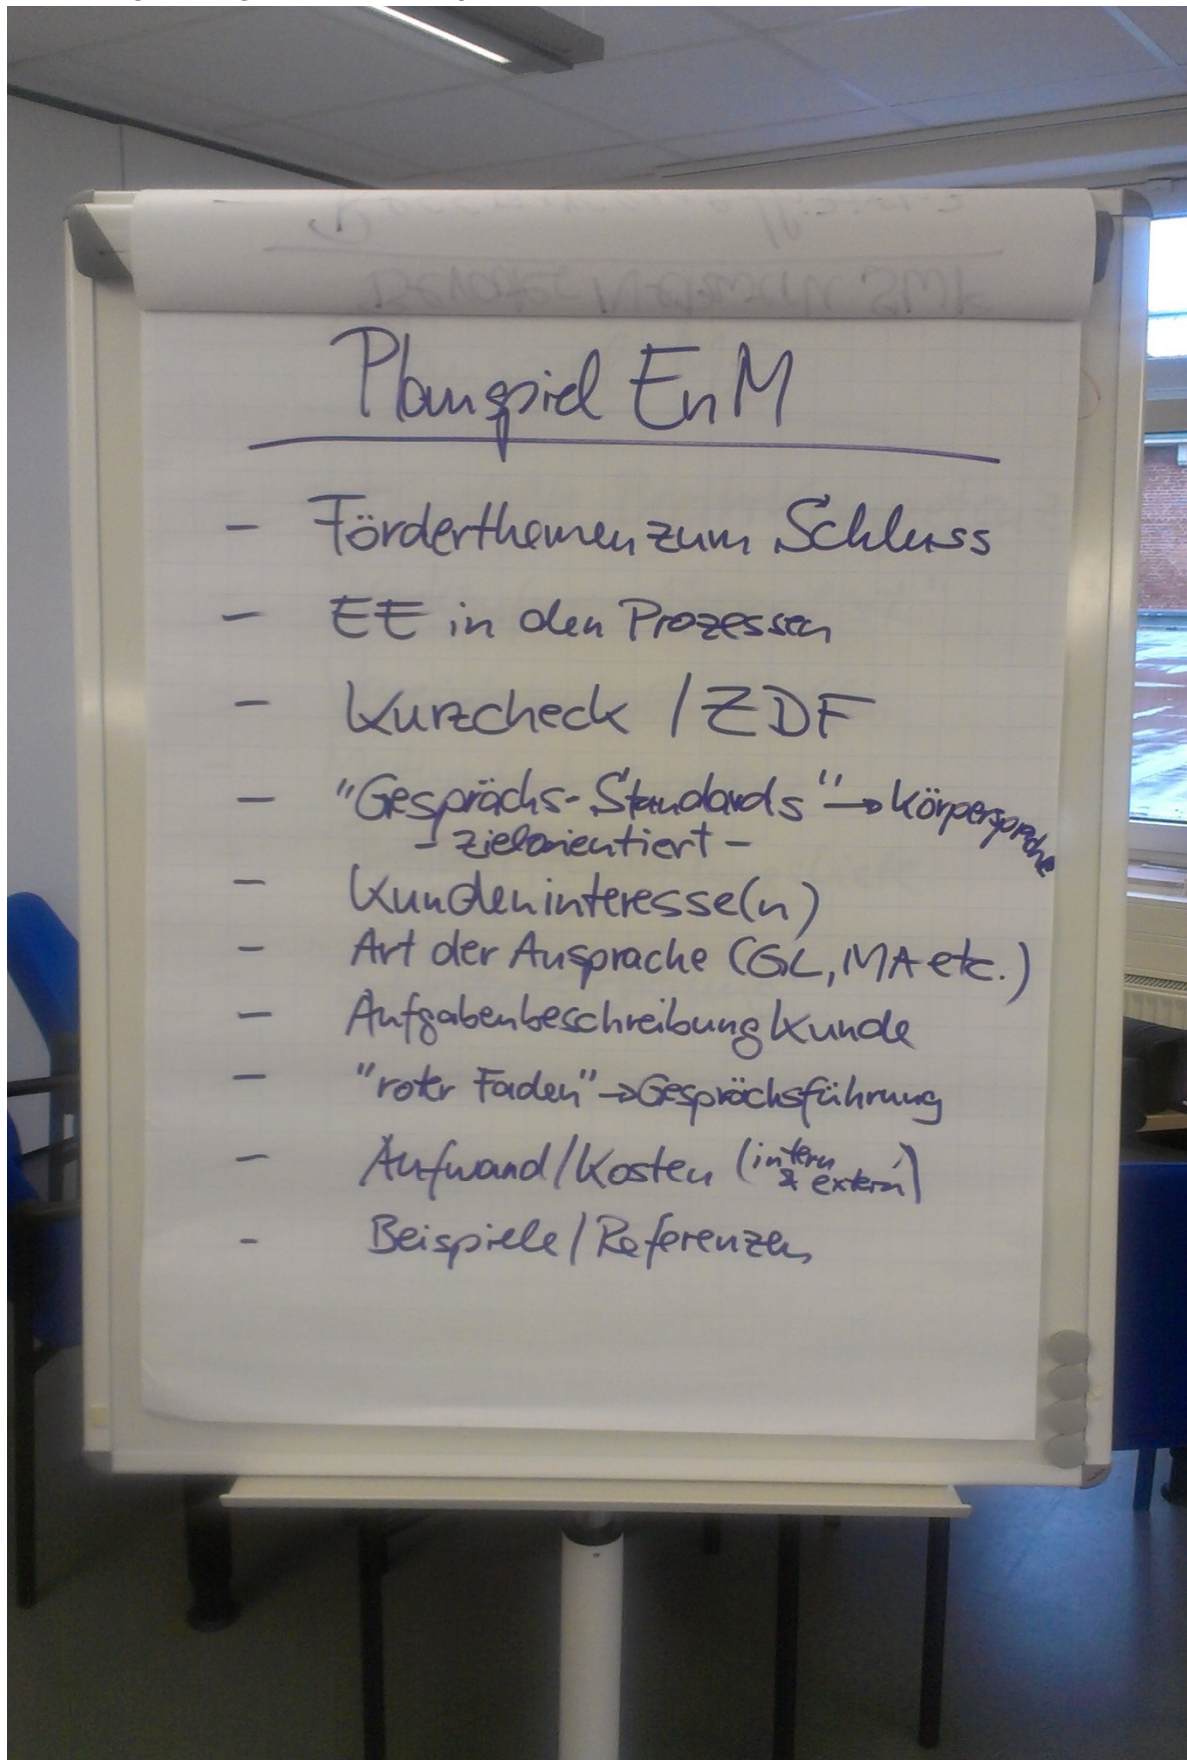 Planspiel EnM
- Förderthemen zum Schluss
- EE in den Prozessen
- Kurzcheck / ZDF
- "Gesprächs-Standards" → Körpersprache
- zielorientiert -
- Kundeninteresse(n)
- Art der Ansprache (GL, MA etc.)
- Aufgabenbeschreibung Kunde
- "roter Faden" → Gesprächsführung
- Aufwand/Kosten (intern & extern)
- Beispiele/Referenzen